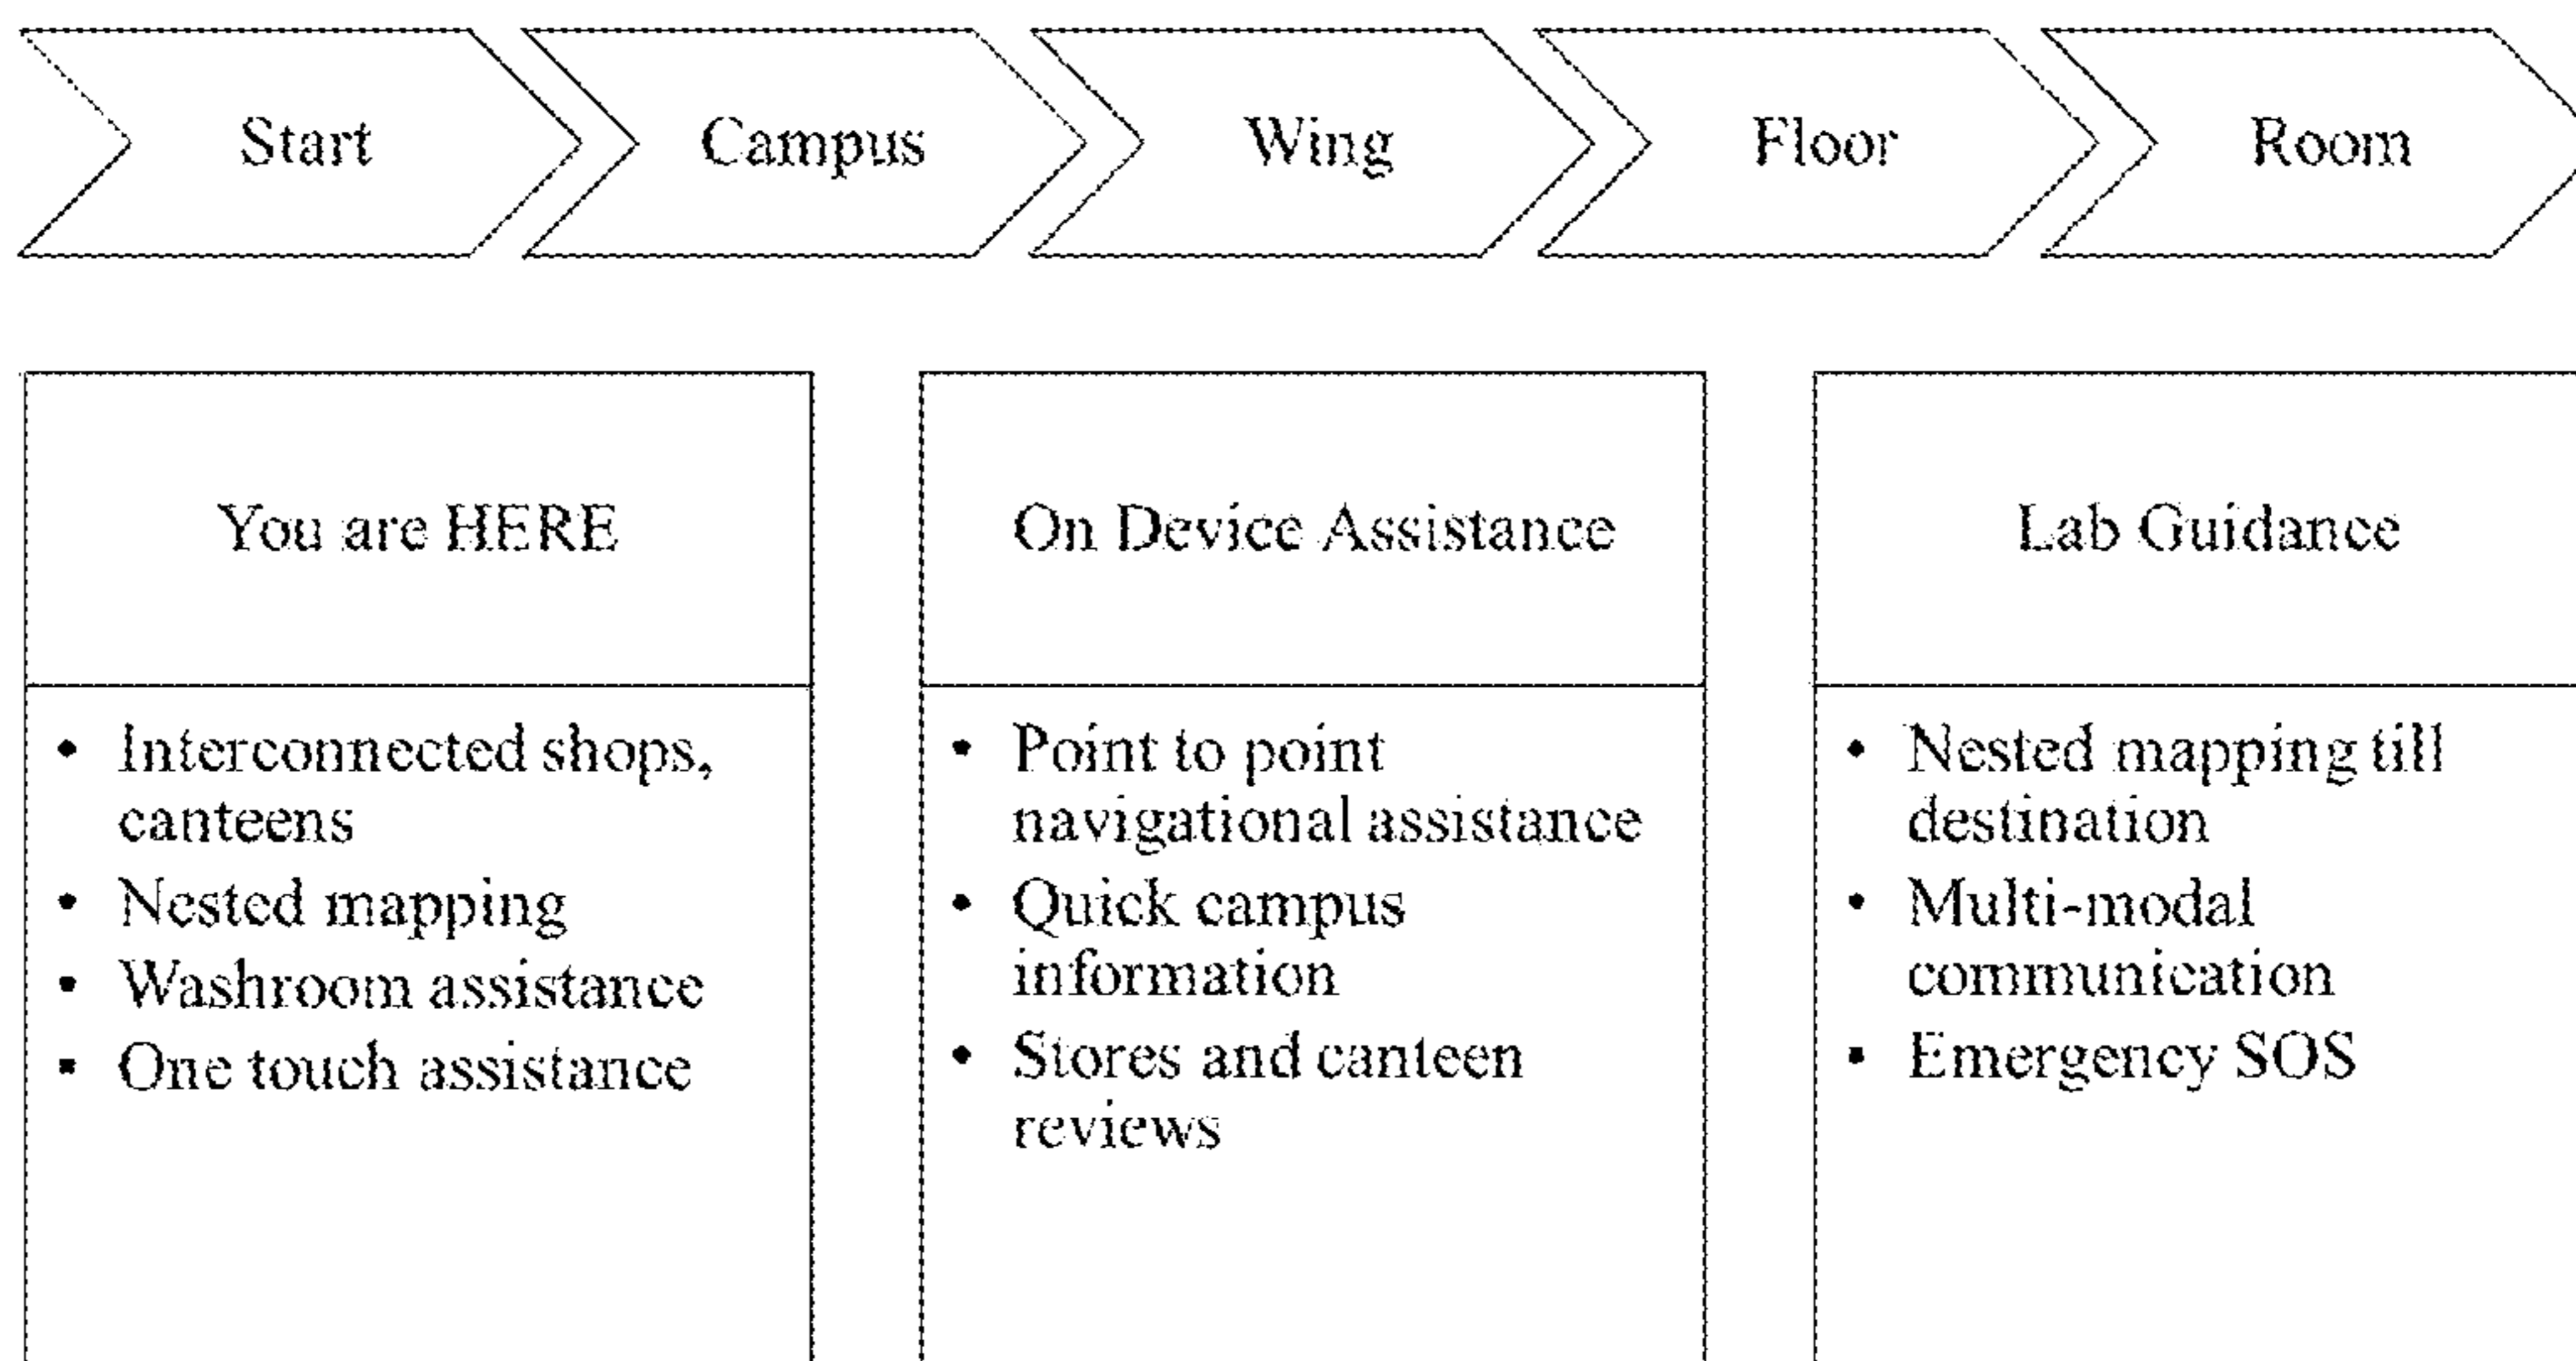 Start
Campus
Wing
Floor
Room
You are HERE
• Interconnected shops,
canteens
• Nested mapping
• Washroom assistance
• One touch assistance
On Device Assistance
• Point to point
navigational assistance
• Quick campus
information
• Stores and canteen
reviews
Lab Guidance
• Nested mapping till
destination
• Multi-modal
communication
• Emergency SOS